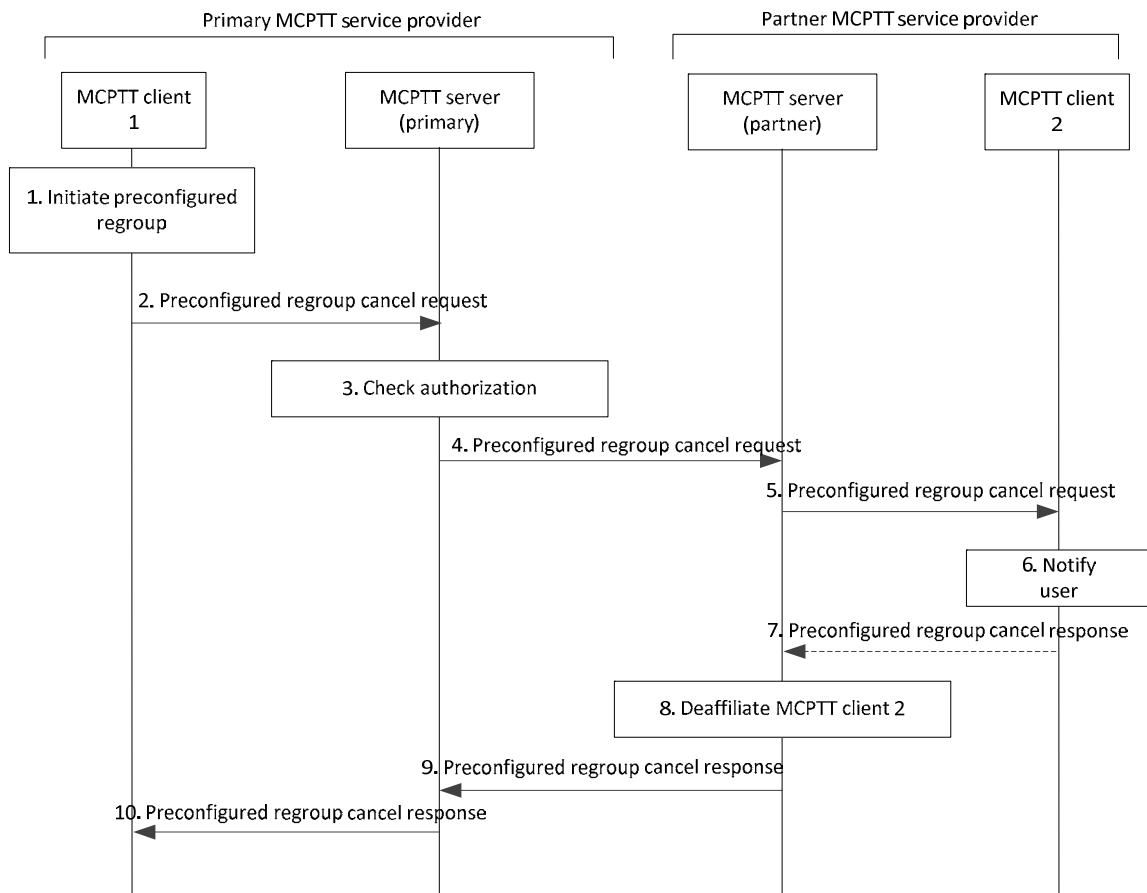 Primary MCPTT service provider
Partner MCPTT service provider
MCPTT client
1
MCPTT server
(primary)
MCPTT server
(partner)
MCPTT client
2
1. Initiate preconfigured
regroup
2. Preconfigured regroup cancel request
3. Check authorization
4. Preconfigured regroup cancel request
5. Preconfigured regroup cancel request
6. Notify
user
7. Preconfigured regroup cancel response
8. Deaffiliate MCPTT client 2
9. Preconfigured regroup cancel response
10. Preconfigured regroup cancel response